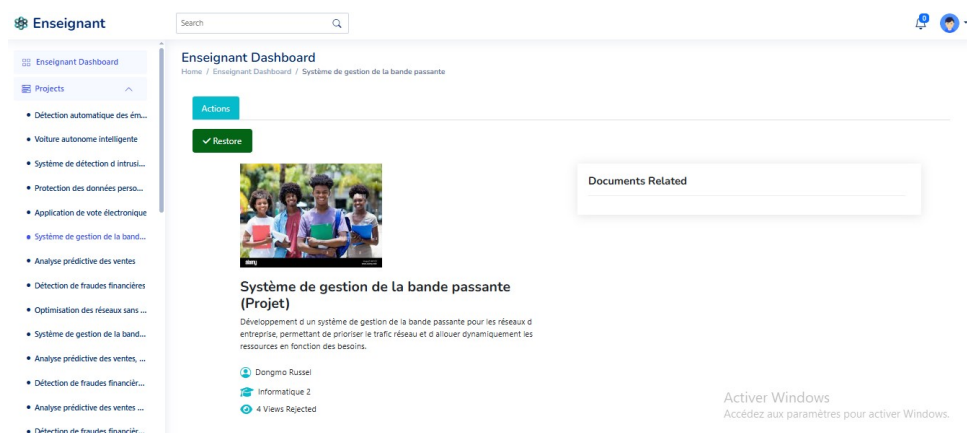 Enseignant
Search
0
Enseignant Dashboard
Projects
Détection automatique des ém...
Voiture autonome intelligente
Système de détection d intrusi...
Protection des données perso...
Application de vote électronique
Système de gestion de la band...
Analyse prédictive des ventes
Détection de fraudes financières
Optimisation des réseaux sans ...
Système de gestion de la band...
Analyse prédictive des ventes, ...
Détection de fraudes financièr...
Analyse prédictive des ventes ...
Détection de fraudes financièr...
Enseignant Dashboard
Home / Enseignant Dashboard / Système de gestion de la bande passante
Actions
Restore
alamy
Système de gestion de la bande passante
(Projet)
Développement d un système de gestion de la bande passante pour les réseaux d
entreprise, permettant de prioriser le trafic réseau et d allouer dynamiquement les
ressources en fonction des besoins.
Dongmo Russel
Informatique 2
4 Views Rejected
Documents Related
Activer Windows
Accédez aux paramètres pour activer Windows.